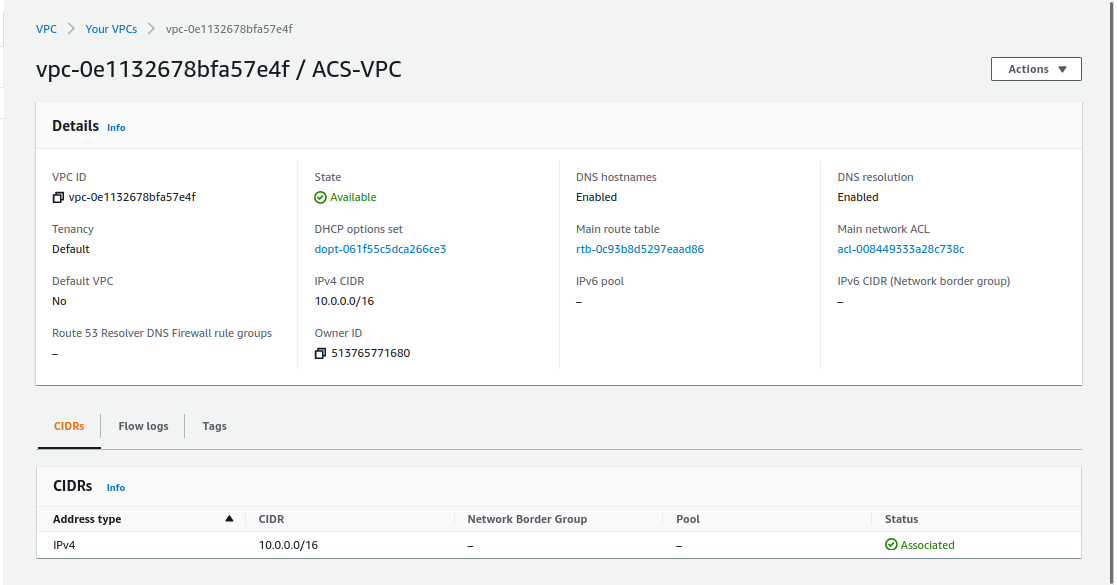 VPC > Your VPCs > vpc-0e1132678bfa57e4f
vpc-0e1132678bfa57e4f / ACS-VPC
Actions ▼
Details Info
VPC ID State DNS hostnames DNS resolution
vpc-0e1132678bfa57e4f Available Enabled Enabled
Tenancy DHCP options set Main route table Main network ACL
Default dopt-061f55c5dca266ce3 rtb-0c93b8d5297eaad86 acl-008449333a28c738c
Default VPC IPv4 CIDR IPv6 pool IPv6 CIDR (Network border group)
No 10.0.0.0/16 – –
Route 53 Resolver DNS Firewall rule groups Owner ID
– 513765771680
CIDRs Flow logs Tags
CIDRs Info
Address type ▲ CIDR Network Border Group Pool Status
IPv4 10.0.0.0/16 – – Associated